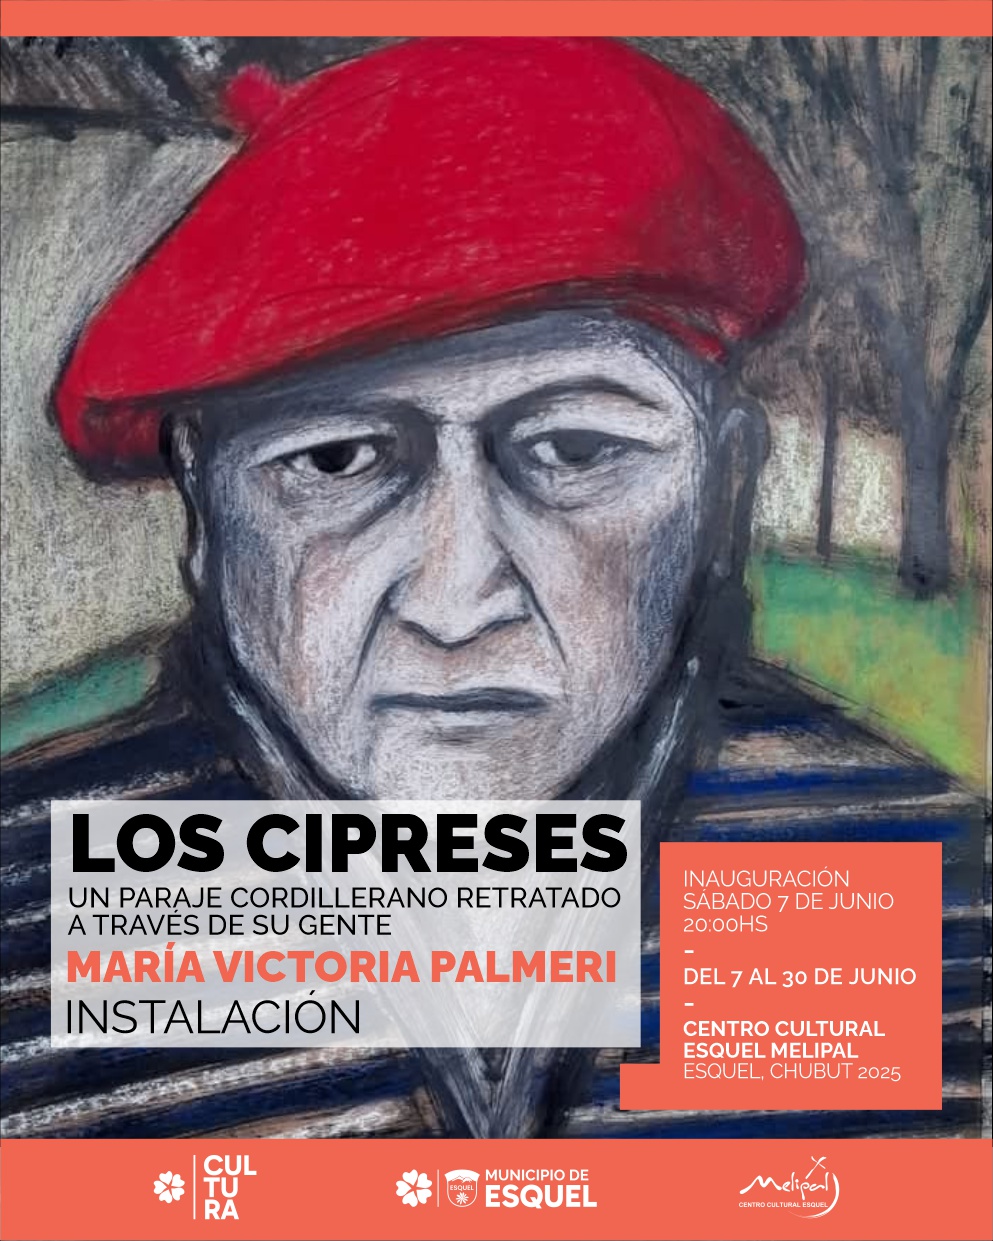 LOS CIPRESES
UN PARAJE CORDILLERANO RETRATADO
A TRAVÉS DE SU GENTE
MARÍA VICTORIA PALMERI
INSTALACIÓN
INAUGURACIÓN
SÁBADO 7 DE JUNIO
20:00HS
-
DEL 7 AL 30 DE JUNIO
-
CENTRO CULTURAL
ESQUEL MELIPAL
ESQUEL, CHUBUT 2025
CUL
TU
RA
ESQUEL
MUNICIPIO DE
ESQUEL
Melipal
CENTRO CULTURAL ESQUEL